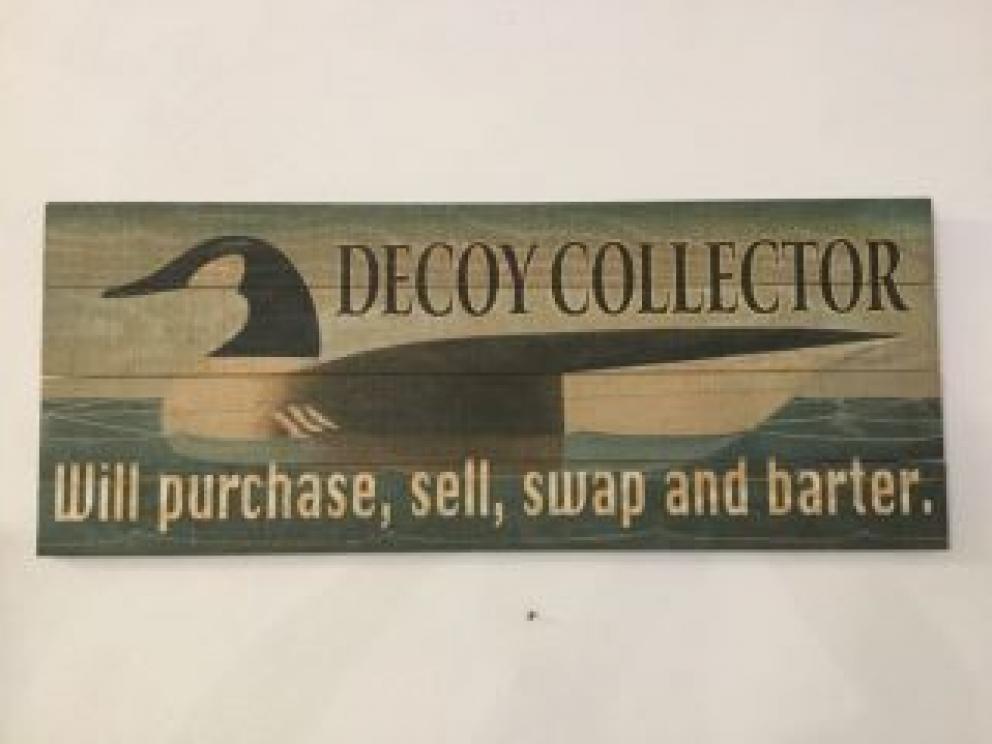 DECOY COLLECTOR
Will purchase, sell, swap and barter.